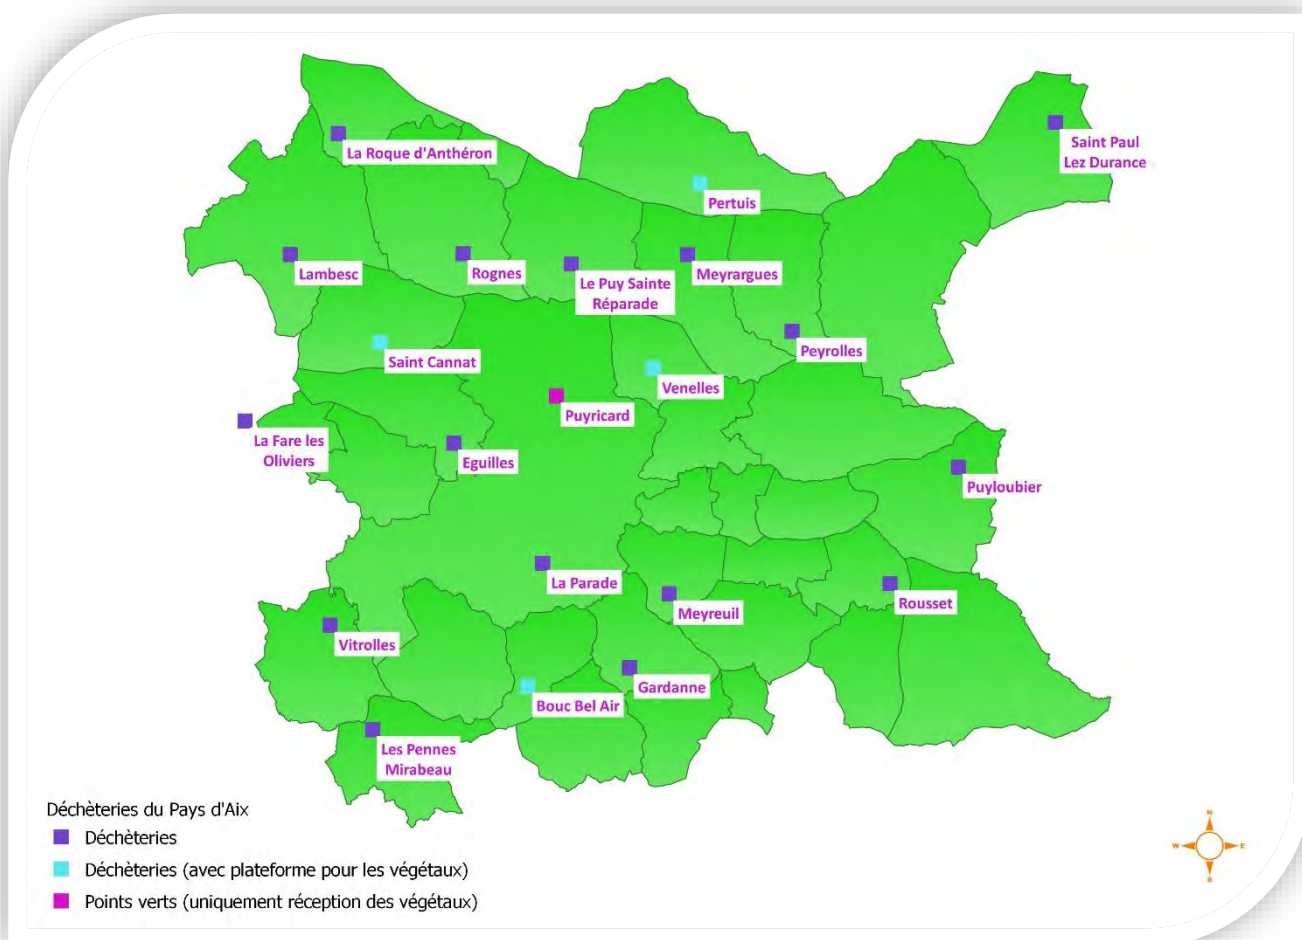 La Roque d'Anthéron
Saint Paul
Lez Durance
Pertuis
Lambesc
Rognes
Le Puy Sainte
Réparade
Meyrargues
Peyrolles
Saint Cannat
Venelles
Puyricard
La Fare les
Oliviers
Eguilles
Puyloubier
La Parade
Meyreuil
Rousset
Vitrolles
Gardanne
Bouc Bel Air
Les Pennes
Mirabeau
Déchèteries du Pays d'Aix
Déchèteries
Déchèteries (avec plateforme pour les végétaux)
Points verts (uniquement réception des végétaux)
N
W E
S